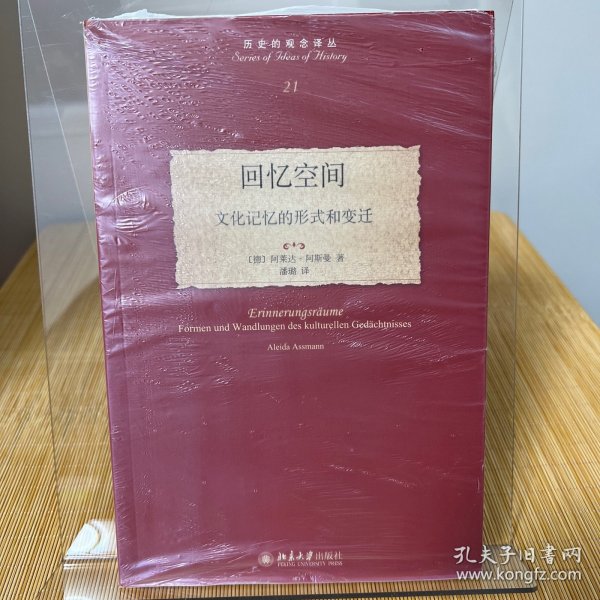 历史的观念译丛
Series of Ideas of History
21
回忆空间
文化记忆的形式和变迁
〔德〕阿莱达·阿斯曼 著
潘璐 译
Erinnerungsräume
Formen und Wandlungen des kulturellen Gedächtnisses
Aleida Assmann
北京大学出版社
PEKING UNIVERSITY PRESS
孔夫子旧书网
www.kongfz.com